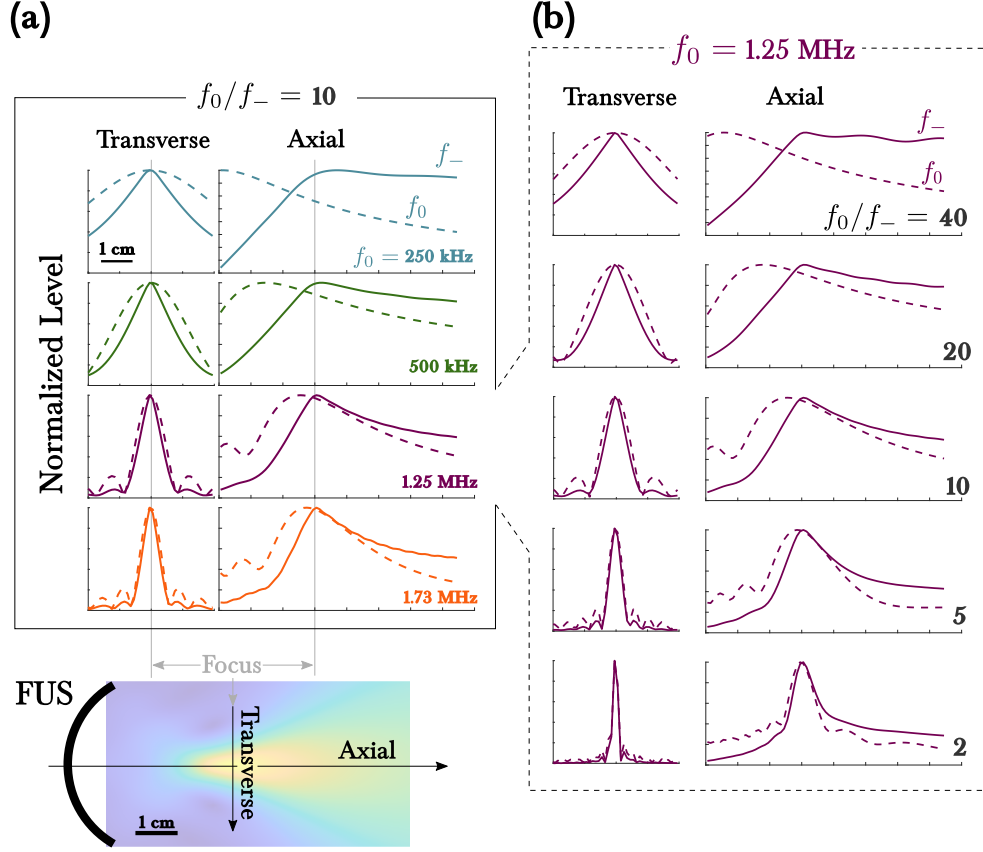 (a)
f₀/f₋ = 10
Transverse
Axial
f₋
f₀
1 cm
f₀ = 250 kHz
Normalized Level
500 kHz
1.25 MHz
1.73 MHz
Focus
FUS
Transverse
Axial
1 cm
(b)
f₀ = 1.25 MHz
Transverse
Axial
f₋
f₀
f₀/f₋ = 40
20
10
5
2